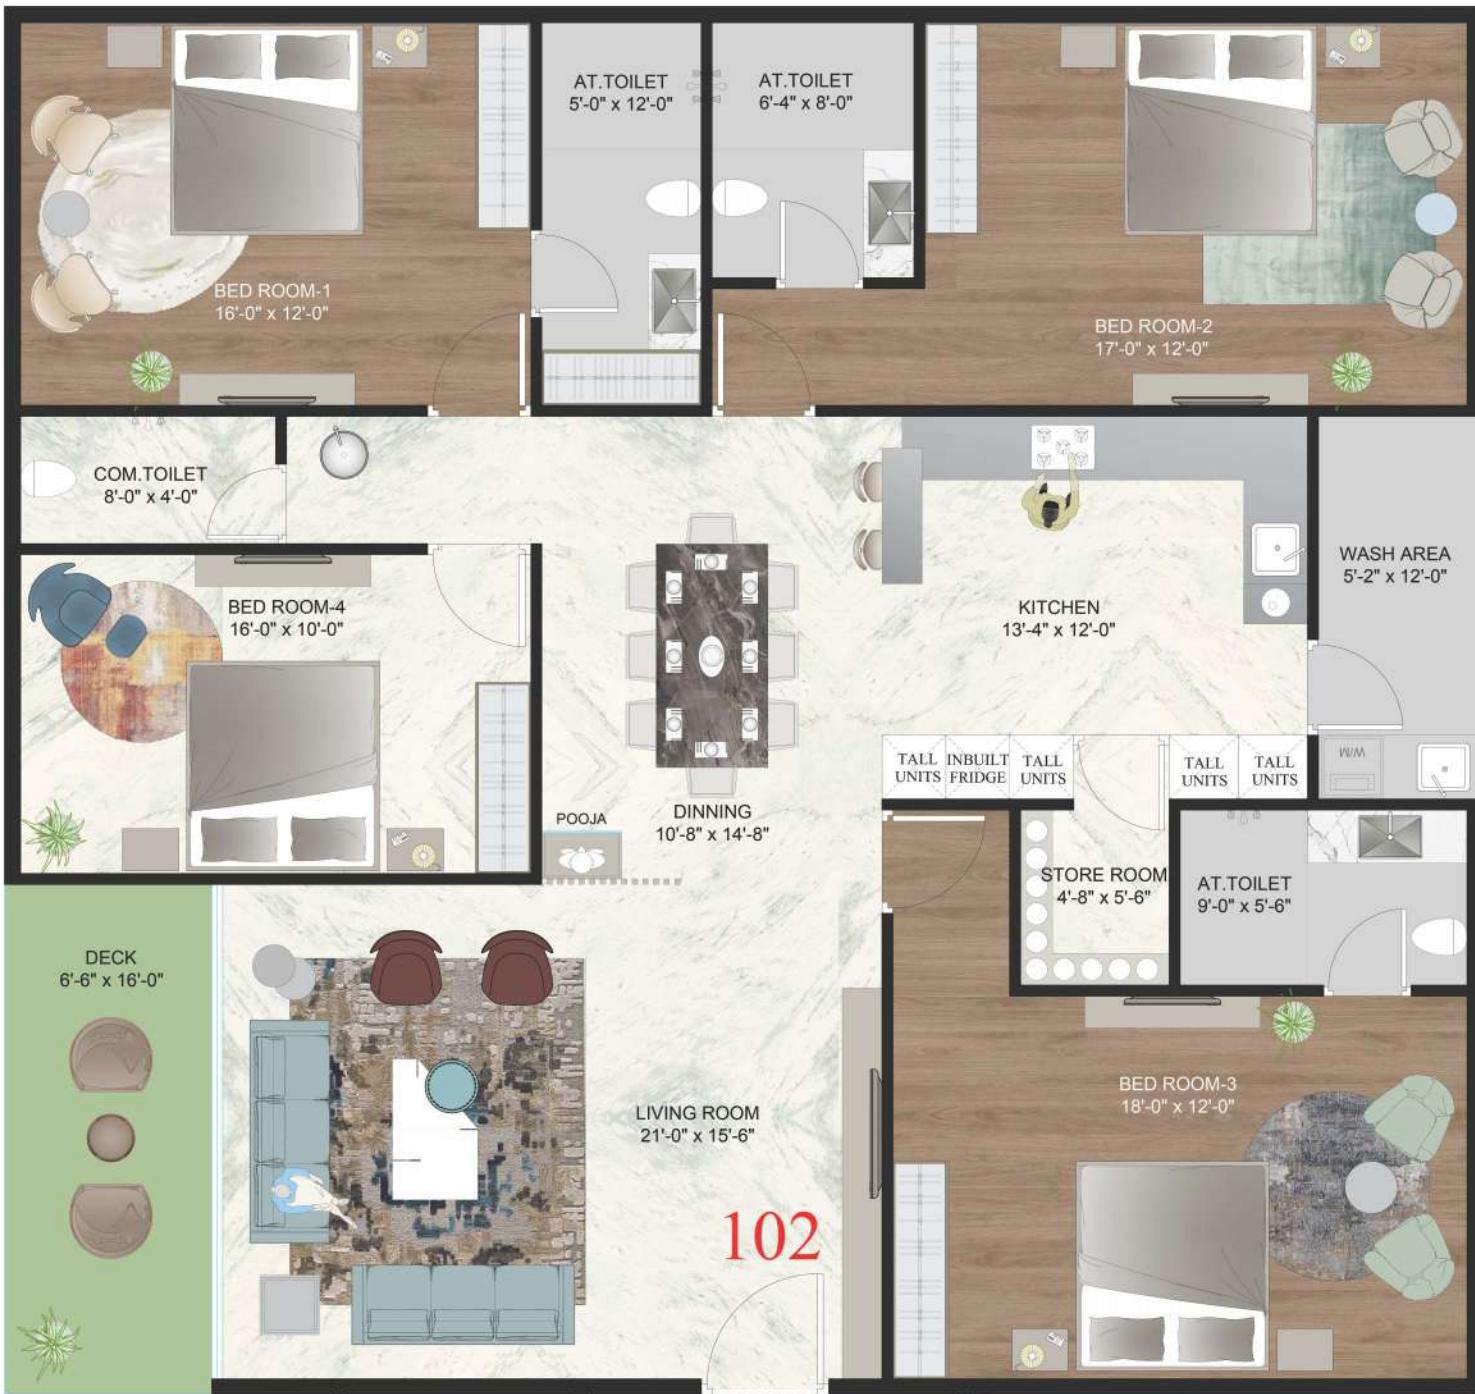 AT.TOILET
5'-0" x 12'-0"
AT.TOILET
6'-4" x 8'-0"
BED ROOM-1
16'-0" x 12'-0"
BED ROOM-2
17'-0" x 12'-0"
COM.TOILET
8'-0" x 4'-0"
WASH AREA
5'-2" x 12'-0"
BED ROOM-4
16'-0" x 10'-0"
KITCHEN
13'-4" x 12'-0"
W/M
TALL
UNITS
INBUILT
FRIDGE
TALL
UNITS
TALL
UNITS
TALL
UNITS
POOJA
DINNING
10'-8" x 14'-8"
STORE ROOM
4'-8" x 5'-6"
AT.TOILET
9'-0" x 5'-6"
DECK
6'-6" x 16'-0"
LIVING ROOM
21'-0" x 15'-6"
BED ROOM-3
18'-0" x 12'-0"
102